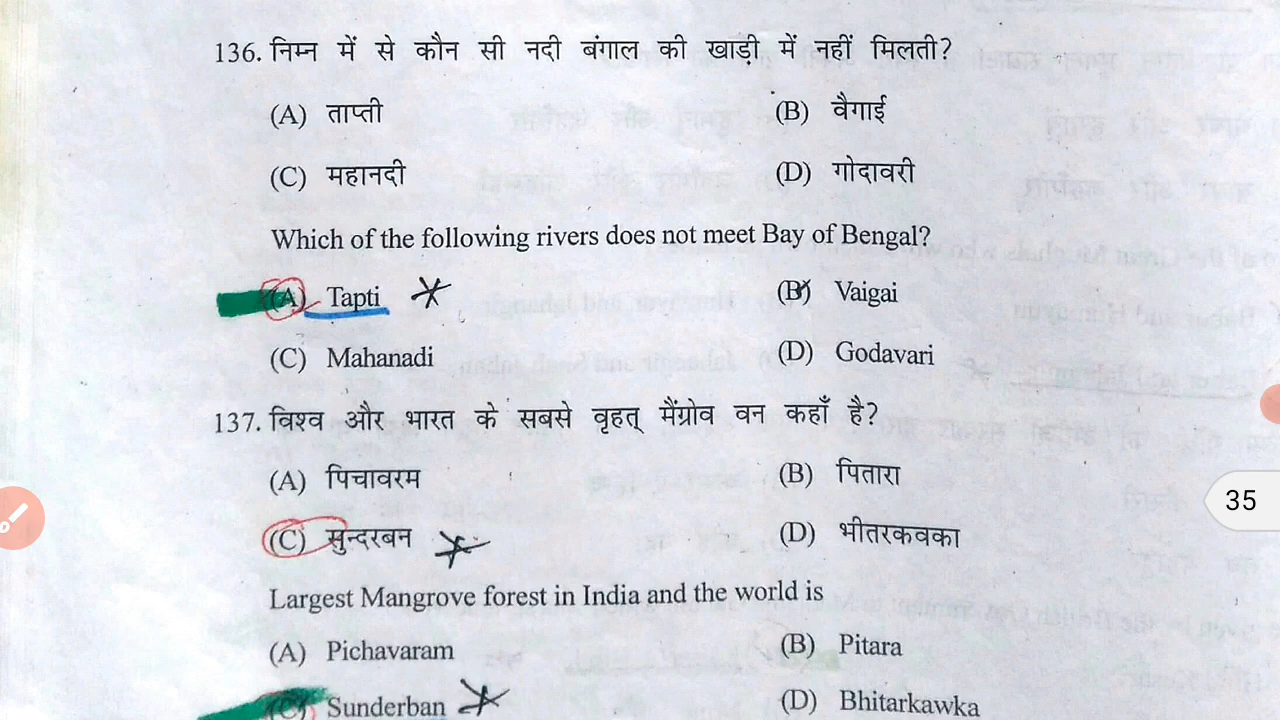 136. निम्न में से कौन सी नदी बंगाल की खाड़ी में नहीं मिलती?
(A) ताप्ती (B) वैगाई
(C) महानदी (D) गोदावरी
Which of the following rivers does not meet Bay of Bengal?
(A) Tapti (B) Vaigai
(C) Mahanadi (D) Godavari
137. विश्व और भारत के सबसे वृहत् मैंग्रोव वन कहाँ है?
(A) पिचावरम (B) पितारा
(C) सुन्दरबन (D) भीतरकवका
35
Largest Mangrove forest in India and the world is
(A) Pichavaram (B) Pitara
(C) Sunderban (D) Bhitarkawka